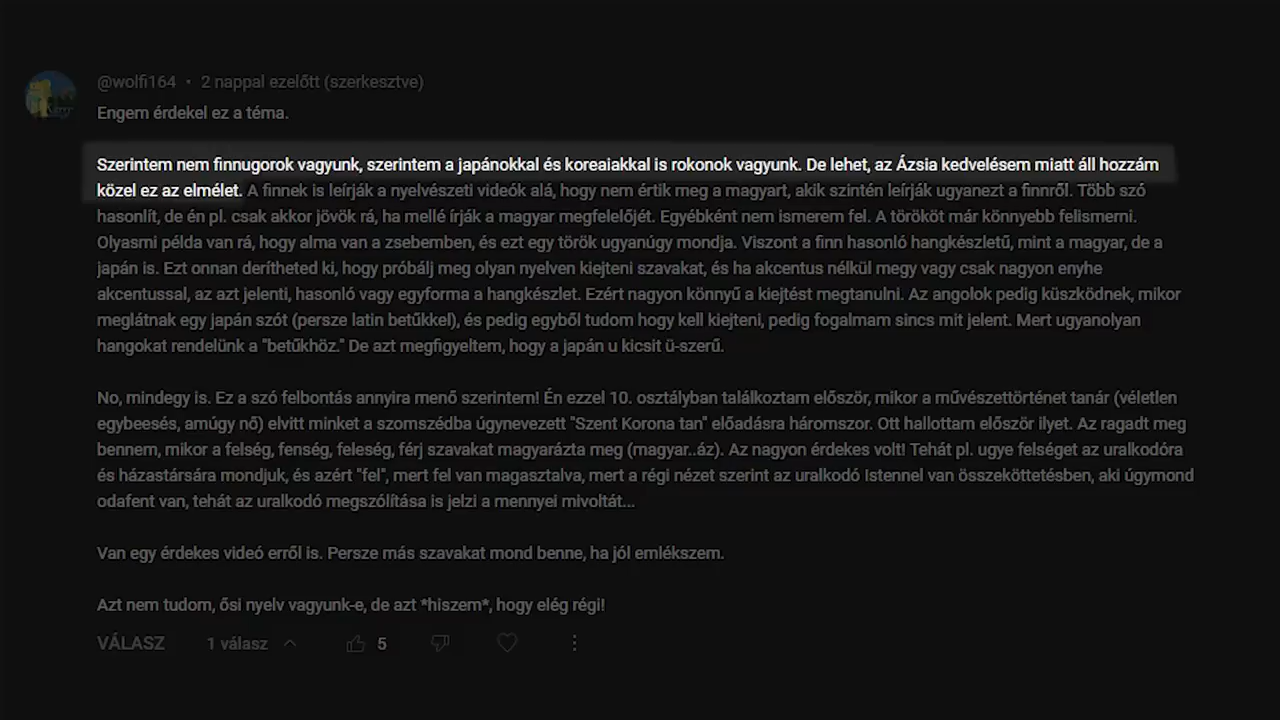 @wolfi164 • 2 nappal ezelőtt (szerkesztve)
Engem érdekel ez a téma.
Szerintem nem finnugorok vagyunk, szerintem a japánokkal és koreaiakkal is rokonok vagyunk. De lehet, az Ázsia kedvelésem miatt áll hozzám
közel ez az elmélet. A finnek is leírják a nyelvészeti videók alá, hogy nem értik meg a magyart, akik szintén leírják ugyanezt a finnről. Több szó
hasonlít, de én pl. csak akkor jövök rá, ha mellé írják a magyar megfelelőjét. Egyébként nem ismerem fel. A törököt már könnyebb felismerni.
Olyasmi példa van rá, hogy alma van a zsebemben, és ezt egy török ugyanúgy mondja. Viszont a finn hasonló hangkészletű, mint a magyar, de a
japán is. Ezt onnan derítheted ki, hogy próbálj meg olyan nyelven kiejteni szavakat, és ha akcentus nélkül megy vagy csak nagyon enyhe
akcentussal, az azt jelenti, hasonló vagy egyforma a hangkészlet. Ezért nagyon könnyű a kiejtést megtanulni. Az angolok pedig küszködnek, mikor
meglátnak egy japán szót (persze latin betűkkel), és pedig egyből tudom hogy kell kiejteni, pedig fogalmam sincs mit jelent. Mert ugyanolyan
hangokat rendelünk a "betűkhöz." De azt megfigyeltem, hogy a japán u kicsit ü-szerű.
No, mindegy is. Ez a szó felbontás annyira menő szerintem! Én ezzel 10. osztályban találkoztam először, mikor a művészettörténet tanár (véletlen
egybeesés, amúgy nő) elvitt minket a szomszédba úgynevezett "Szent Korona tan" előadásra háromszor. Ott hallottam először ilyet. Az ragadt meg
bennem, mikor a felség, fenség, feleség, férj szavakat magyarázta meg (magyar..áz). Az nagyon érdekes volt! Tehát pl. ugye felséget az uralkodóra
és házastársára mondjuk, és azért "fel", mert fel van magasztalva, mert a régi nézet szerint az uralkodó Istennel van összeköttetésben, aki úgymond
odafent van, tehát az uralkodó megszólítása is jelzi a mennyei mivoltát...
Van egy érdekes videó erről is. Persze más szavakat mond benne, ha jól emlékszem.
Azt nem tudom, ősi nyelv vagyunk-e, de azt *hiszem*, hogy elég régi!
VÁLASZ 1 válasz 5